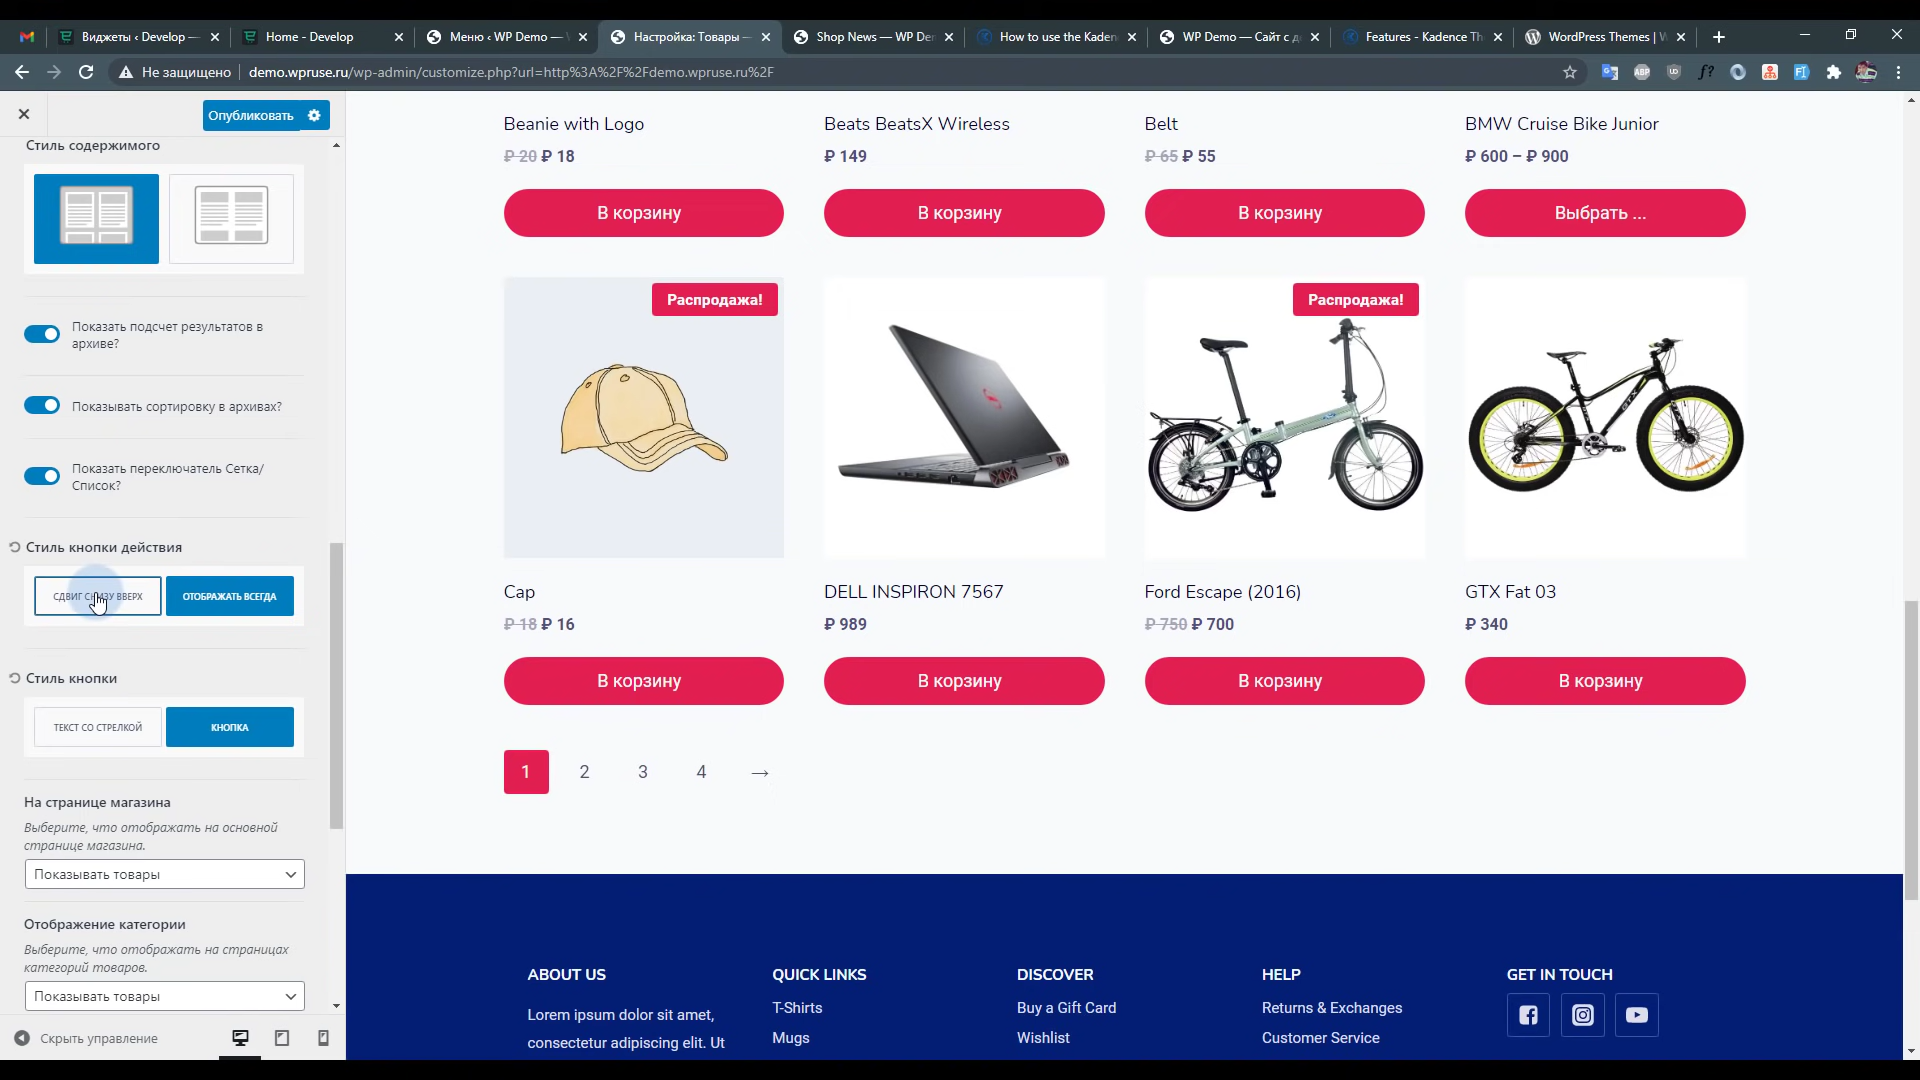 Виджеты ‹ Develop —
Home - Develop
Меню ‹ WP Demo —
Настройка: Товары —
Shop News — WP De
How to use the Kaden
WP Demo — Сайт с д
Features - Kadence Th
WordPress Themes | W
Не защищено
demo.wpruse.ru/wp-admin/customize.php?url=http%3A%2F%2Fdemo.wpruse.ru%2F
Опубликовать
Стиль содержимого
Показать подсчет результатов в
архиве?
Показывать сортировку в архивах?
Показать переключатель Сетка/
Список?
Стиль кнопки действия
СДВИГ СНИЗУ ВВЕРХ
ОТОБРАЖАТЬ ВСЕГДА
Стиль кнопки
ТЕКСТ СО СТРЕЛКОЙ
КНОПКА
На странице магазина
Выберите, что отображать на основной
странице магазина.
Показывать товары
Отображение категории
Выберите, что отображать на страницах
категорий товаров.
Показывать товары
Скрыть управление
Beanie with Logo
₽ 20 ₽ 18
В корзину
Beats BeatsX Wireless
₽ 149
В корзину
Belt
₽ 65 ₽ 55
В корзину
BMW Cruise Bike Junior
₽ 600 – ₽ 900
Выбрать ...
Распродажа!
Cap
₽ 18 ₽ 16
В корзину
DELL INSPIRON 7567
₽ 989
В корзину
Распродажа!
Ford Escape (2016)
₽ 750 ₽ 700
В корзину
GTX Fat 03
₽ 340
В корзину
1 2 3 4 →
ABOUT US
Lorem ipsum dolor sit amet,
consectetur adipiscing elit. Ut
QUICK LINKS
T-Shirts
Mugs
DISCOVER
Buy a Gift Card
Wishlist
HELP
Returns & Exchanges
Customer Service
GET IN TOUCH